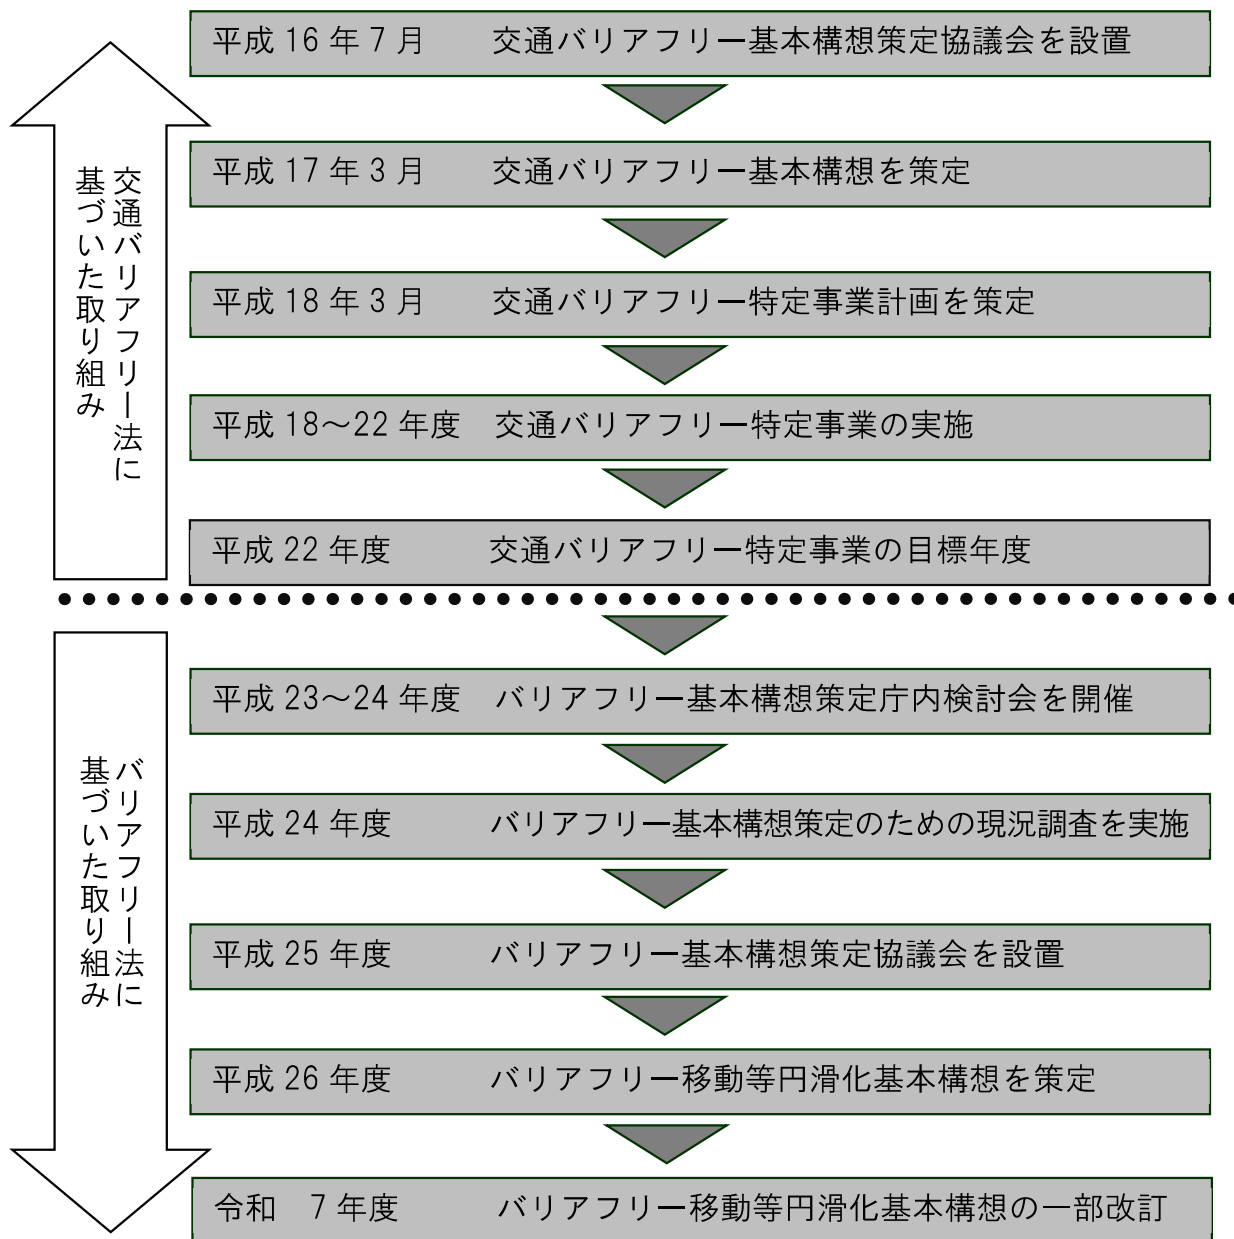 平成 16 年 7 月　交通バリアフリー基本構想策定協議会を設置
平成 17 年 3 月　交通バリアフリー基本構想を策定
平成 18 年 3 月　交通バリアフリー特定事業計画を策定
平成 18～22 年度　交通バリアフリー特定事業の実施
平成 22 年度　交通バリアフリー特定事業の目標年度
交通バリアフリー法に
基づいた取り組み
平成 23～24 年度　バリアフリー基本構想策定庁内検討会を開催
平成 24 年度　バリアフリー基本構想策定のための現況調査を実施
平成 25 年度　バリアフリー基本構想策定協議会を設置
平成 26 年度　バリアフリー移動等円滑化基本構想を策定
令和　7 年度　バリアフリー移動等円滑化基本構想の一部改訂
バリアフリー法に
基づいた取り組み